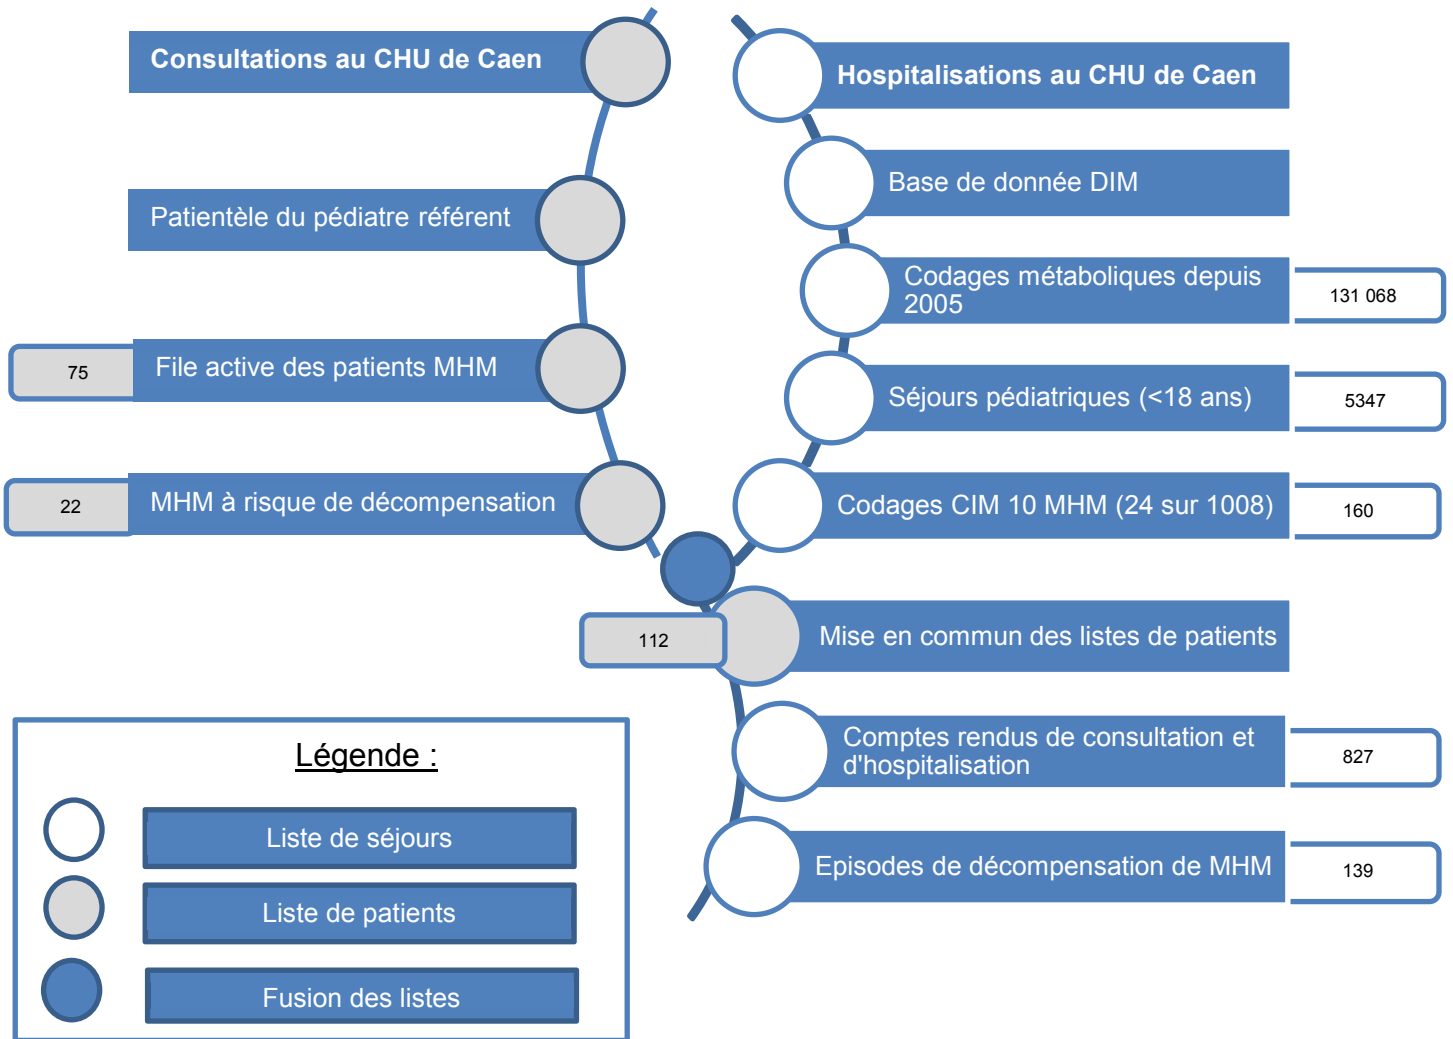 Consultations au CHU de Caen
Patientèle du pédiatre référent
75
File active des patients MHM
22
MHM à risque de décompensation
Hospitalisations au CHU de Caen
Base de donnée DIM
Codages métaboliques depuis
2005
131 068
Séjours pédiatriques (<18 ans)
5347
Codages CIM 10 MHM (24 sur 1008)
160
112
Mise en commun des listes de patients
Comptes rendus de consultation et
d'hospitalisation
827
Episodes de décompensation de MHM
139
Légende :
Liste de séjours
Liste de patients
Fusion des listes